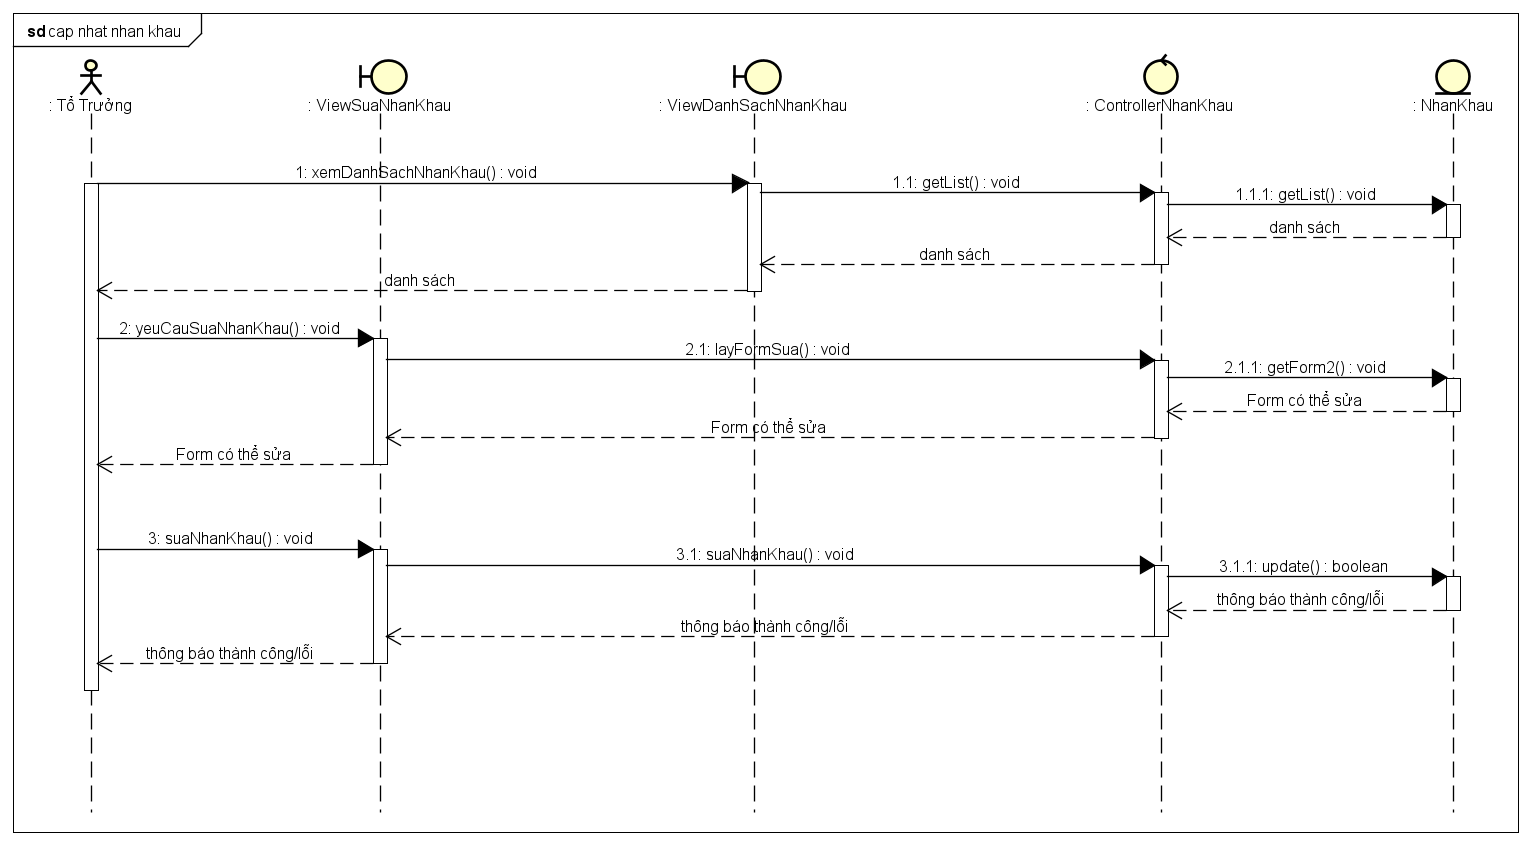 sd cap nhat nhan khau
: Tổ Trưởng
: ViewSuaNhanKhau
: ViewDanhSachNhanKhau
: ControllerNhanKhau
: NhanKhau
1: xemDanhSachNhanKhau() : void
1.1: getList() : void
1.1.1: getList() : void
danh sách
danh sách
danh sách
2: yeuCauSuaNhanKhau() : void
2.1: layFormSua() : void
2.1.1: getForm2() : void
Form có thể sửa
Form có thể sửa
Form có thể sửa
3: suaNhanKhau() : void
3.1: suaNhanKhau() : void
3.1.1: update() : boolean
thông báo thành công/lỗi
thông báo thành công/lỗi
thông báo thành công/lỗi